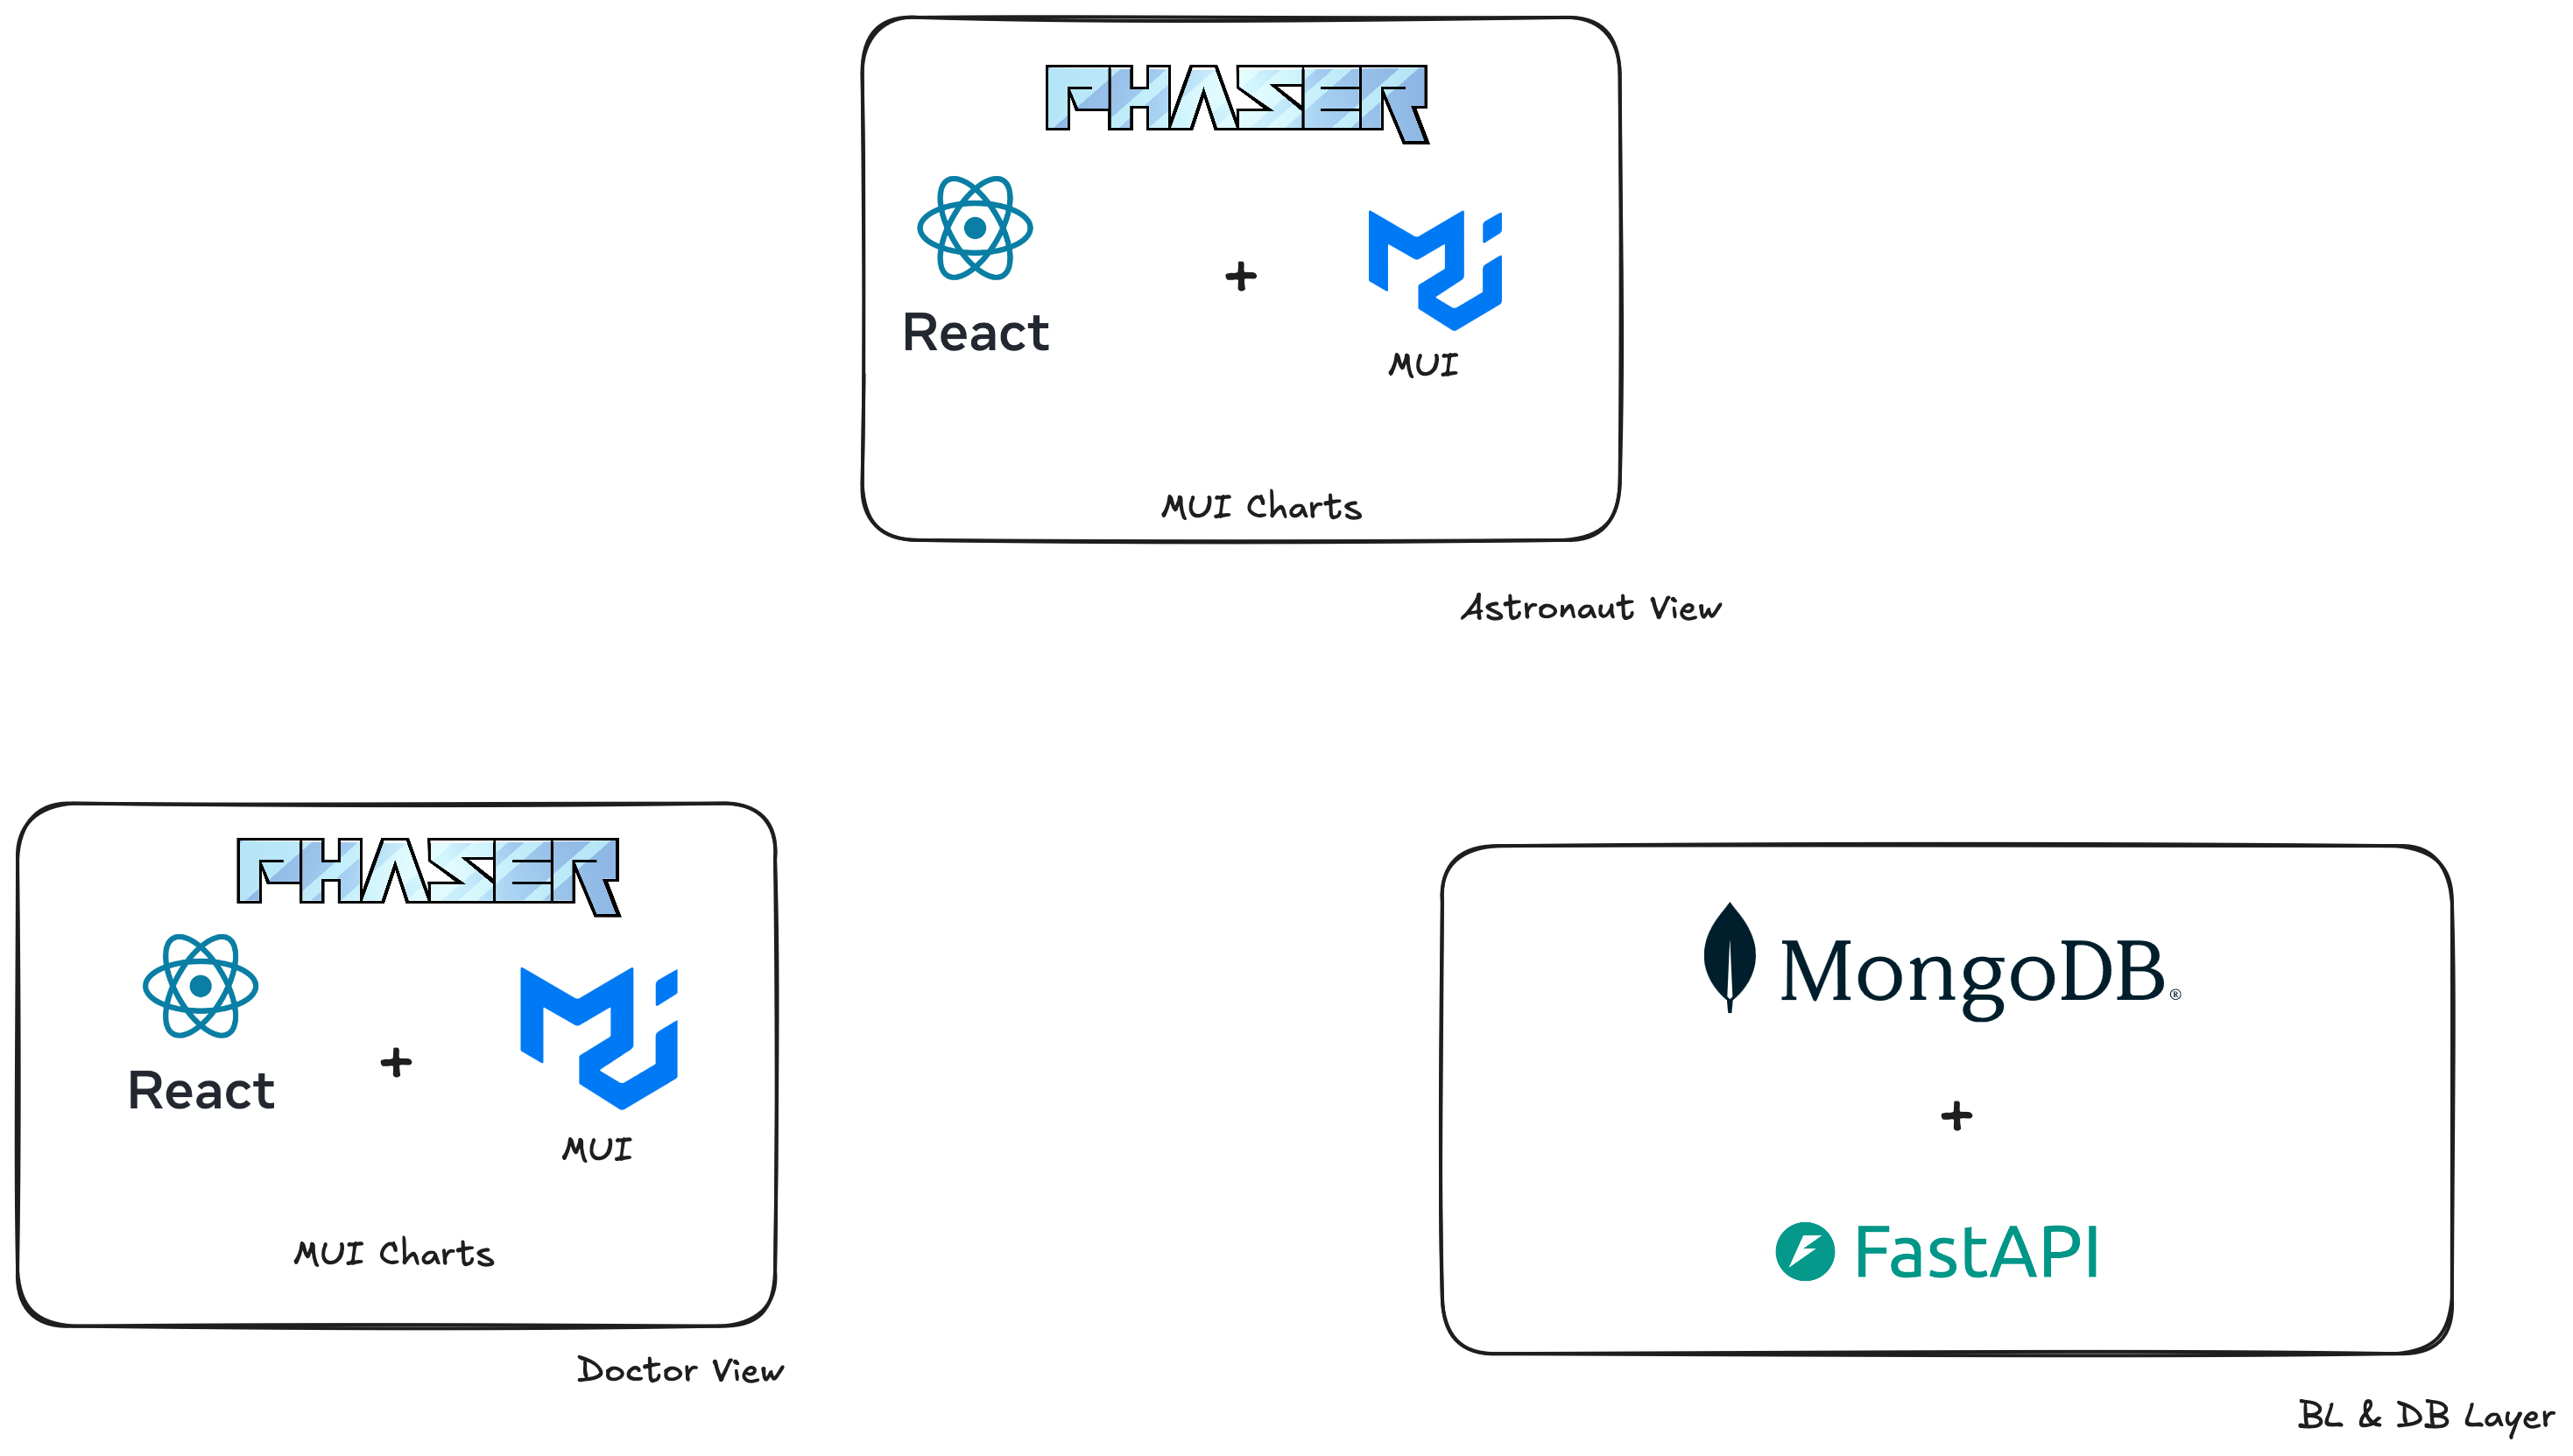 PHASER
React
+
MUI
MUI Charts
Astronaut View
PHASER
React
+
MUI
MUI Charts
Doctor View
MongoDB®
+
FastAPI
BL & DB Layer